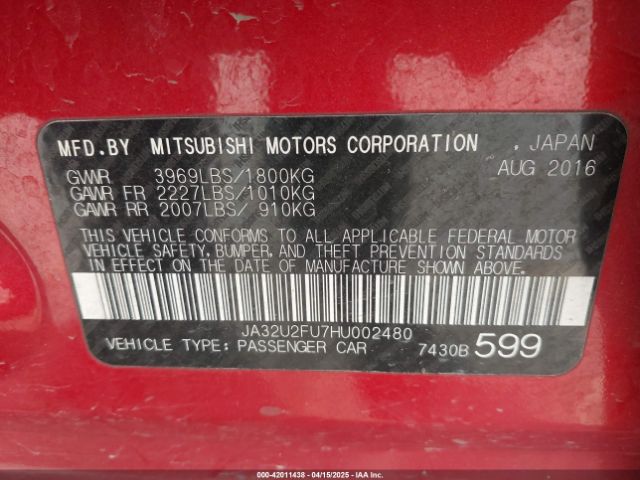 MFD.BY MITSUBISHI MOTORS CORPORATION , JAPAN
GVWR 3969LBS/1800KG AUG 2016
GAWR FR 2227LBS/1010KG
GAWR RR 2007LBS/ 910KG
THIS VEHICLE CONFORMS TO ALL APPLICABLE FEDERAL MOTOR
VEHICLE SAFETY, BUMPER, AND THEFT PREVENTION STANDARDS
IN EFFECT ON THE DATE OF MANUFACTURE SHOWN ABOVE.
JA32U2FU7HU002480
VEHICLE TYPE: PASSENGER CAR 7430B 599
000-42011438 - 04/15/2025 - IAAI.com